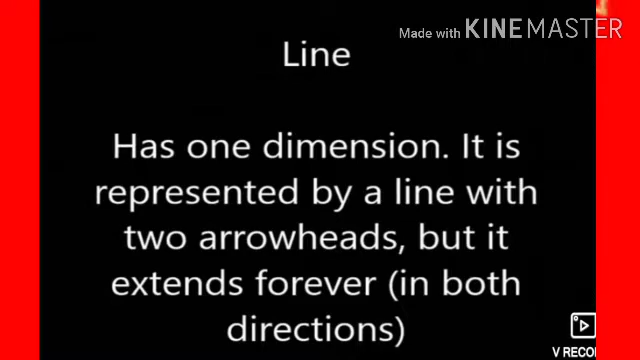 Made with KINEMASTER
Line
Has one dimension. It is
represented by a line with
two arrowheads, but it
extends forever (in both
directions)
V RECO